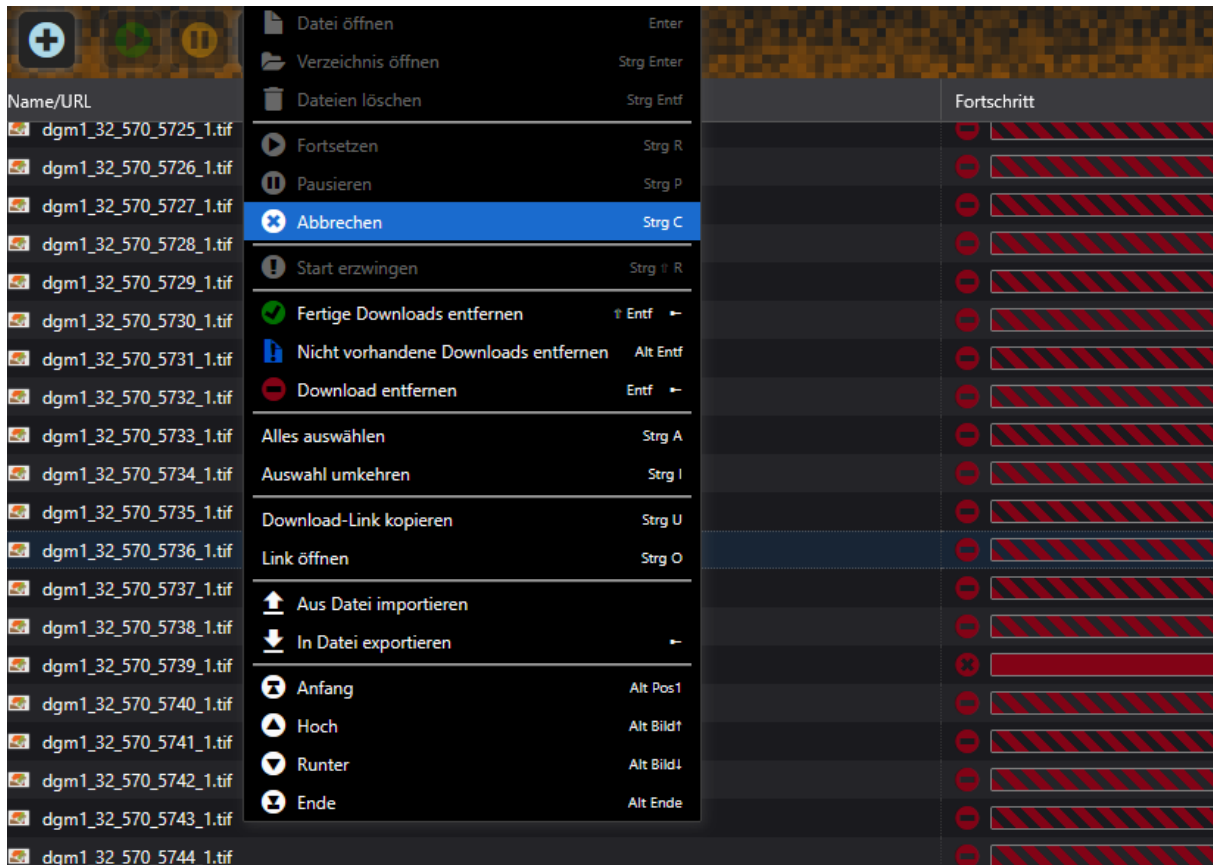 Datei öffnen Enter
Verzeichnis öffnen Strg Enter
Dateien löschen Strg Entf
Fortsetzen Strg R
Pausieren Strg P
Abbrechen Strg C
Start erzwingen Strg ⇧ R
Fertige Downloads entfernen ⇧ Entf
Nicht vorhandene Downloads entfernen Alt Entf
Download entfernen Entf
Alles auswählen Strg A
Auswahl umkehren Strg I
Download-Link kopieren Strg U
Link öffnen Strg O
Aus Datei importieren
In Datei exportieren
Anfang Alt Pos1
Hoch Alt Bild↑
Runter Alt Bild↓
Ende Alt Ende
Name/URL Fortschritt
dgm1_32_570_5725_1.tif
dgm1_32_570_5726_1.tif
dgm1_32_570_5727_1.tif
dgm1_32_570_5728_1.tif
dgm1_32_570_5729_1.tif
dgm1_32_570_5730_1.tif
dgm1_32_570_5731_1.tif
dgm1_32_570_5732_1.tif
dgm1_32_570_5733_1.tif
dgm1_32_570_5734_1.tif
dgm1_32_570_5735_1.tif
dgm1_32_570_5736_1.tif
dgm1_32_570_5737_1.tif
dgm1_32_570_5738_1.tif
dgm1_32_570_5739_1.tif
dgm1_32_570_5740_1.tif
dgm1_32_570_5741_1.tif
dgm1_32_570_5742_1.tif
dgm1_32_570_5743_1.tif
dgm1_32_570_5744_1.tif